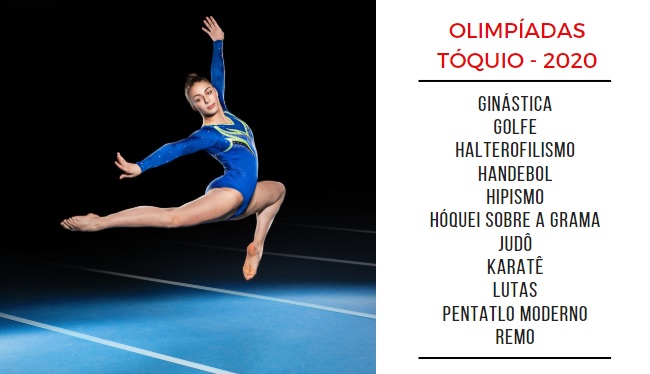 OLIMPÍADAS
TÓQUIO - 2020
GINÁSTICA
GOLFE
HALTEROFILISMO
HANDEBOL
HIPISMO
HÓQUEI SOBRE A GRAMA
JUDÔ
KARATÊ
LUTAS
PENTATLO MODERNO
REMO